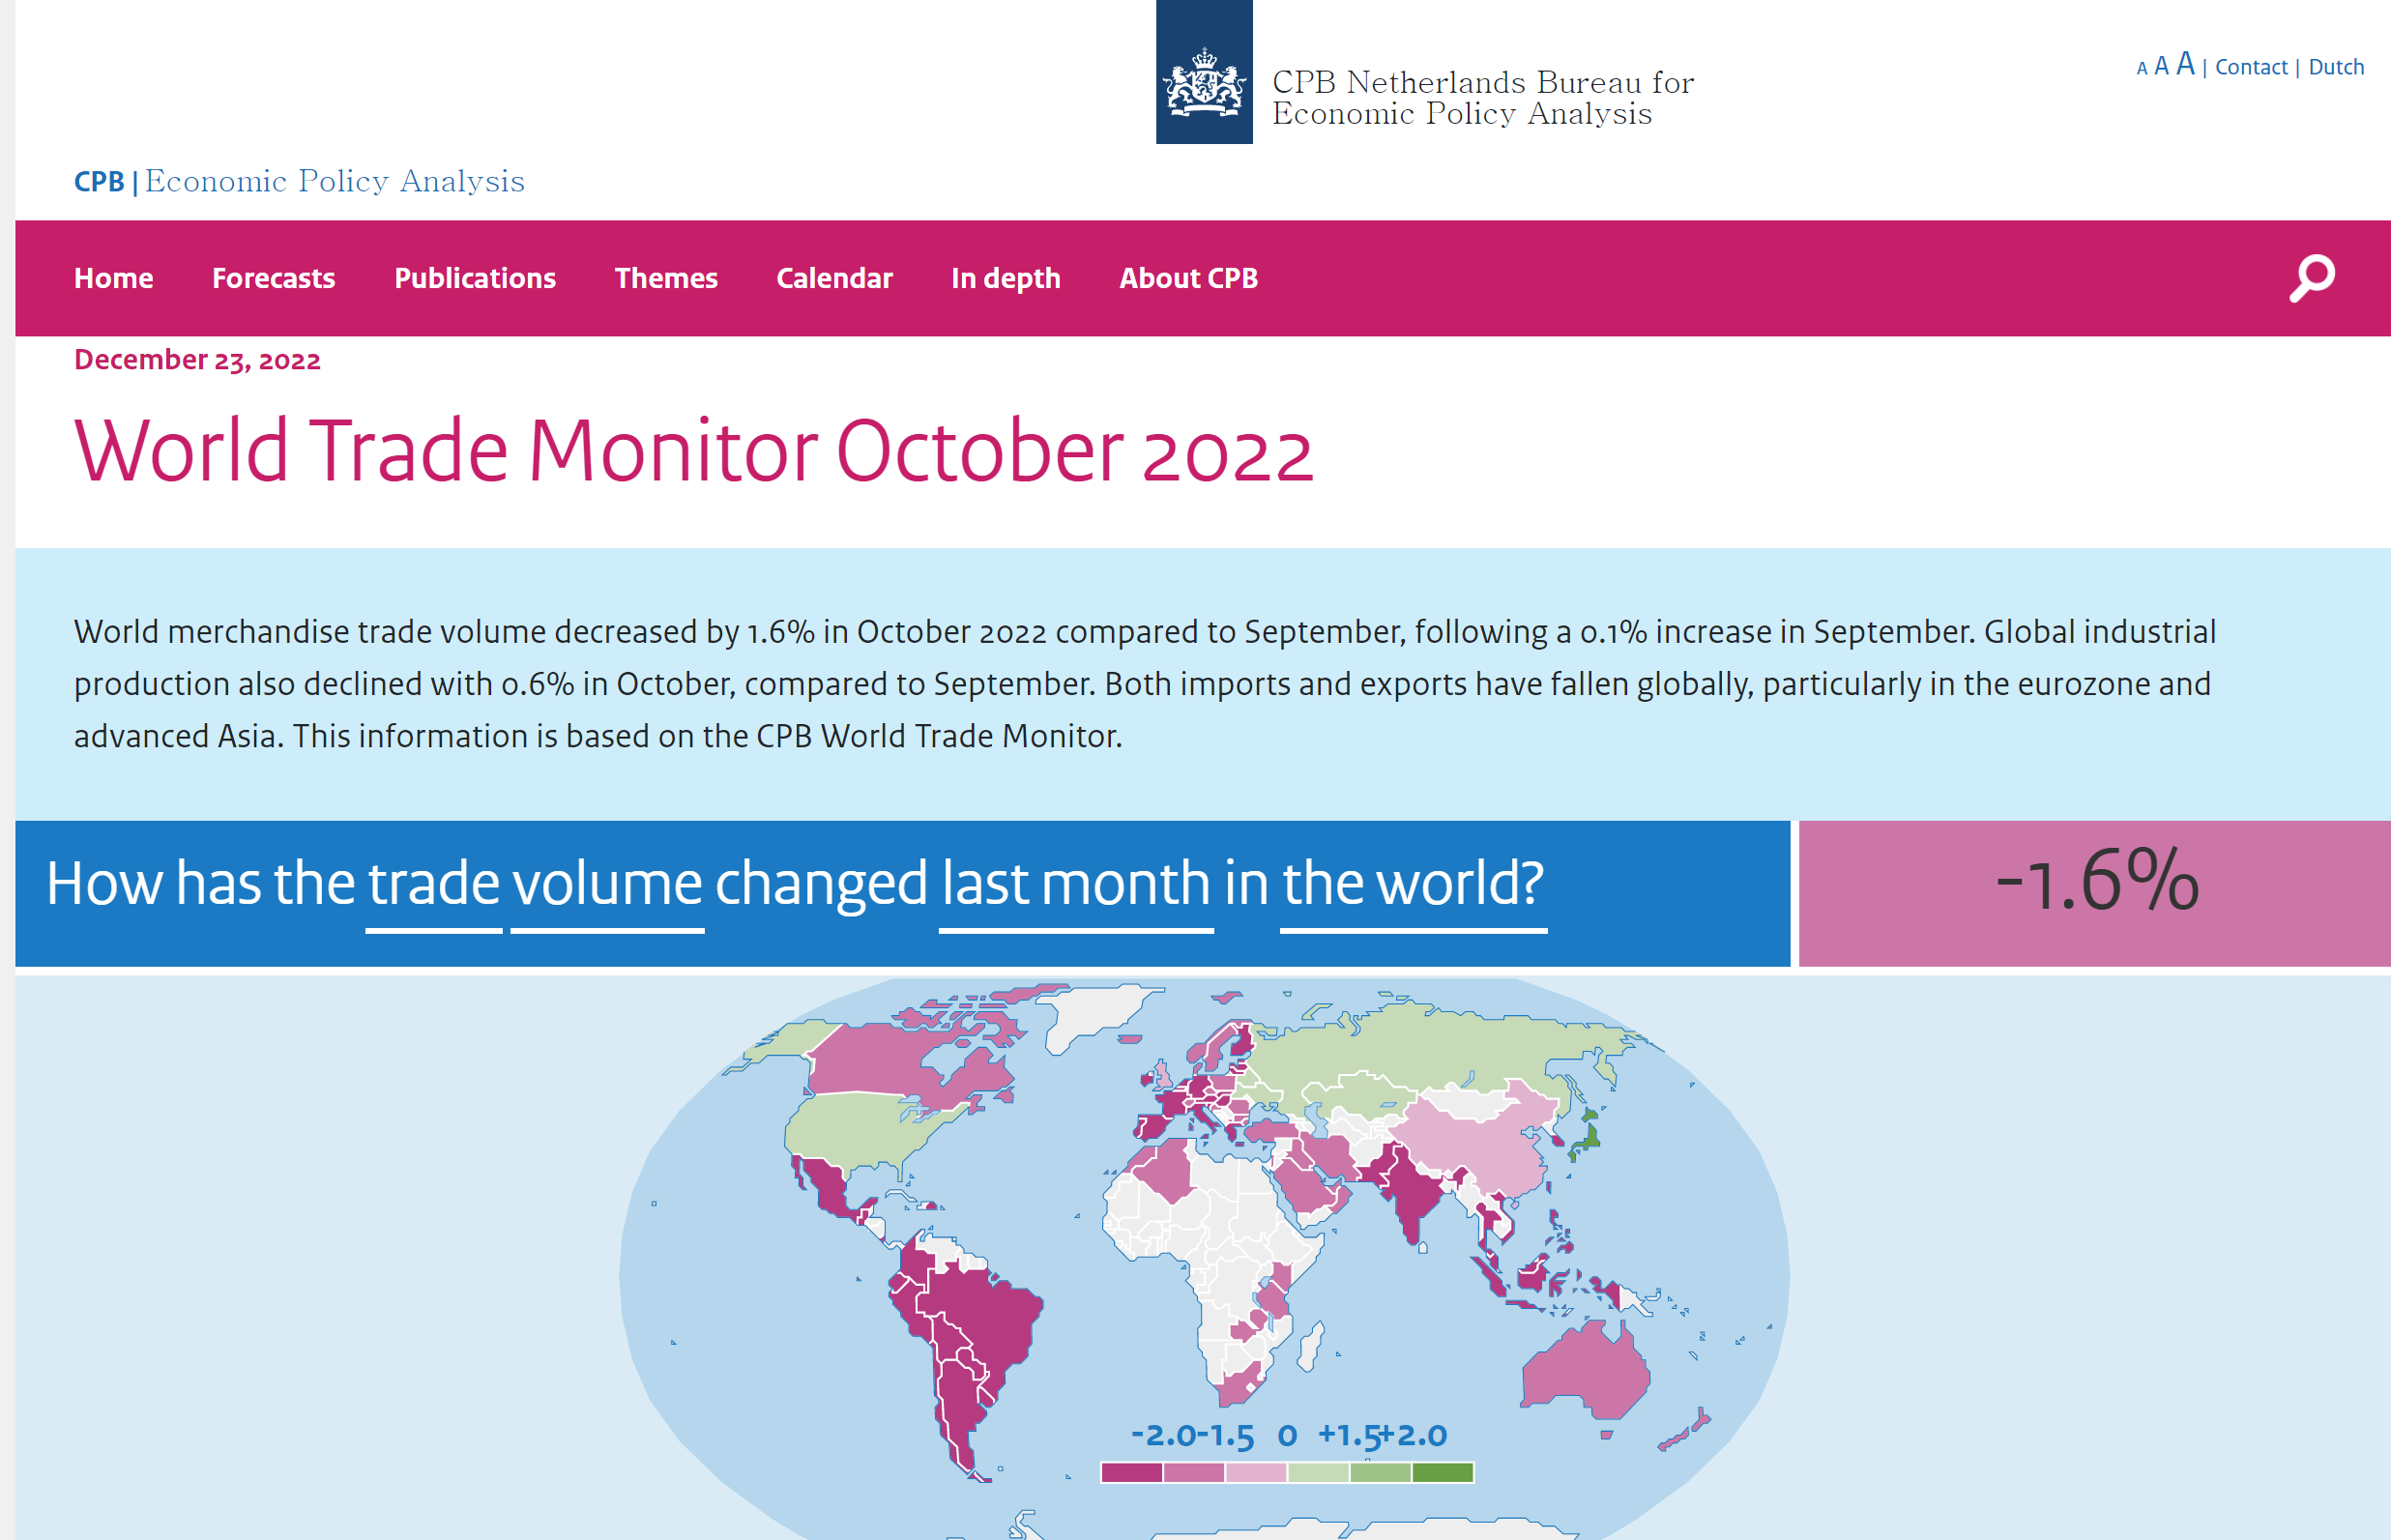 CPB Netherlands Bureau for
Economic Policy Analysis
A A A | Contact | Dutch
CPB | Economic Policy Analysis
Home Forecasts Publications Themes Calendar In depth About CPB
December 23, 2022
World Trade Monitor October 2022
World merchandise trade volume decreased by 1.6% in October 2022 compared to September, following a 0.1% increase in September. Global industrial
production also declined with 0.6% in October, compared to September. Both imports and exports have fallen globally, particularly in the eurozone and
advanced Asia. This information is based on the CPB World Trade Monitor.
How has the trade volume changed last month in the world?
-1.6%
-2.0 -1.5 0 +1.5 +2.0